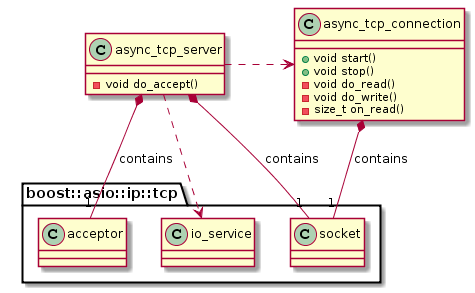 C async_tcp_server
void do_accept()
C async_tcp_connection
void start()
void stop()
void do_read()
void do_write()
size_t on_read()
contains
contains
contains
boost::asio::ip::tcp
1
1
1
C acceptor
C io_service
C socket